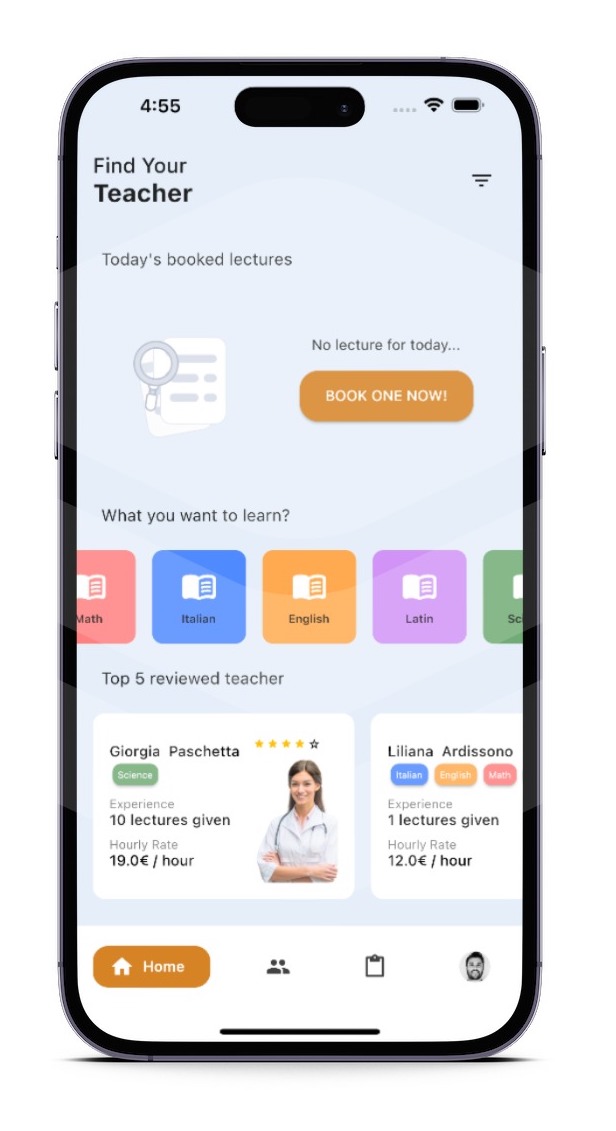 4:55
Find Your
Teacher
Today's booked lectures
No lecture for today...
BOOK ONE NOW!
What you want to learn?
Math
Italian
English
Latin
Top 5 reviewed teacher
Giorgia Paschetta
Science
Experience
10 lectures given
Hourly Rate
19.0€ / hour
Liliana Ardissono
Italian English Math
Experience
1 lectures given
Hourly Rate
12.0€ / hour
Home